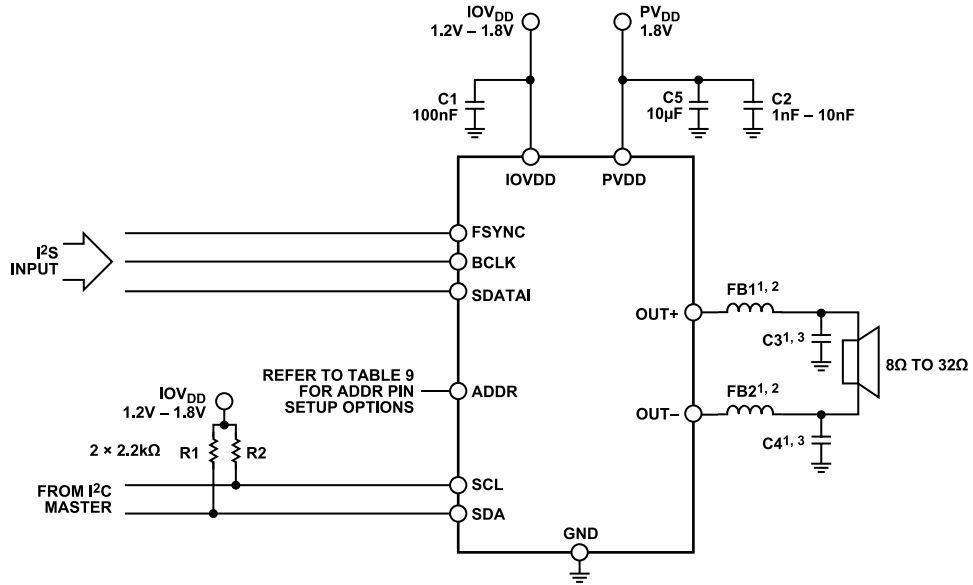 IOVDD
1.2V – 1.8V
PVDD
1.8V
C1
100nF
C5
10µF
C2
1nF – 10nF
IOVDD
PVDD
I²S
INPUT
FSYNC
BCLK
SDATAI
OUT+
FB1¹, ²
C3¹, ³
8Ω TO 32Ω
REFER TO TABLE 9
FOR ADDR PIN
SETUP OPTIONS
ADDR
OUT–
FB2¹, ²
C4¹, ³
IOVDD
1.2V – 1.8V
2 × 2.2kΩ
R1
R2
FROM I²C
MASTER
SCL
SDA
GND